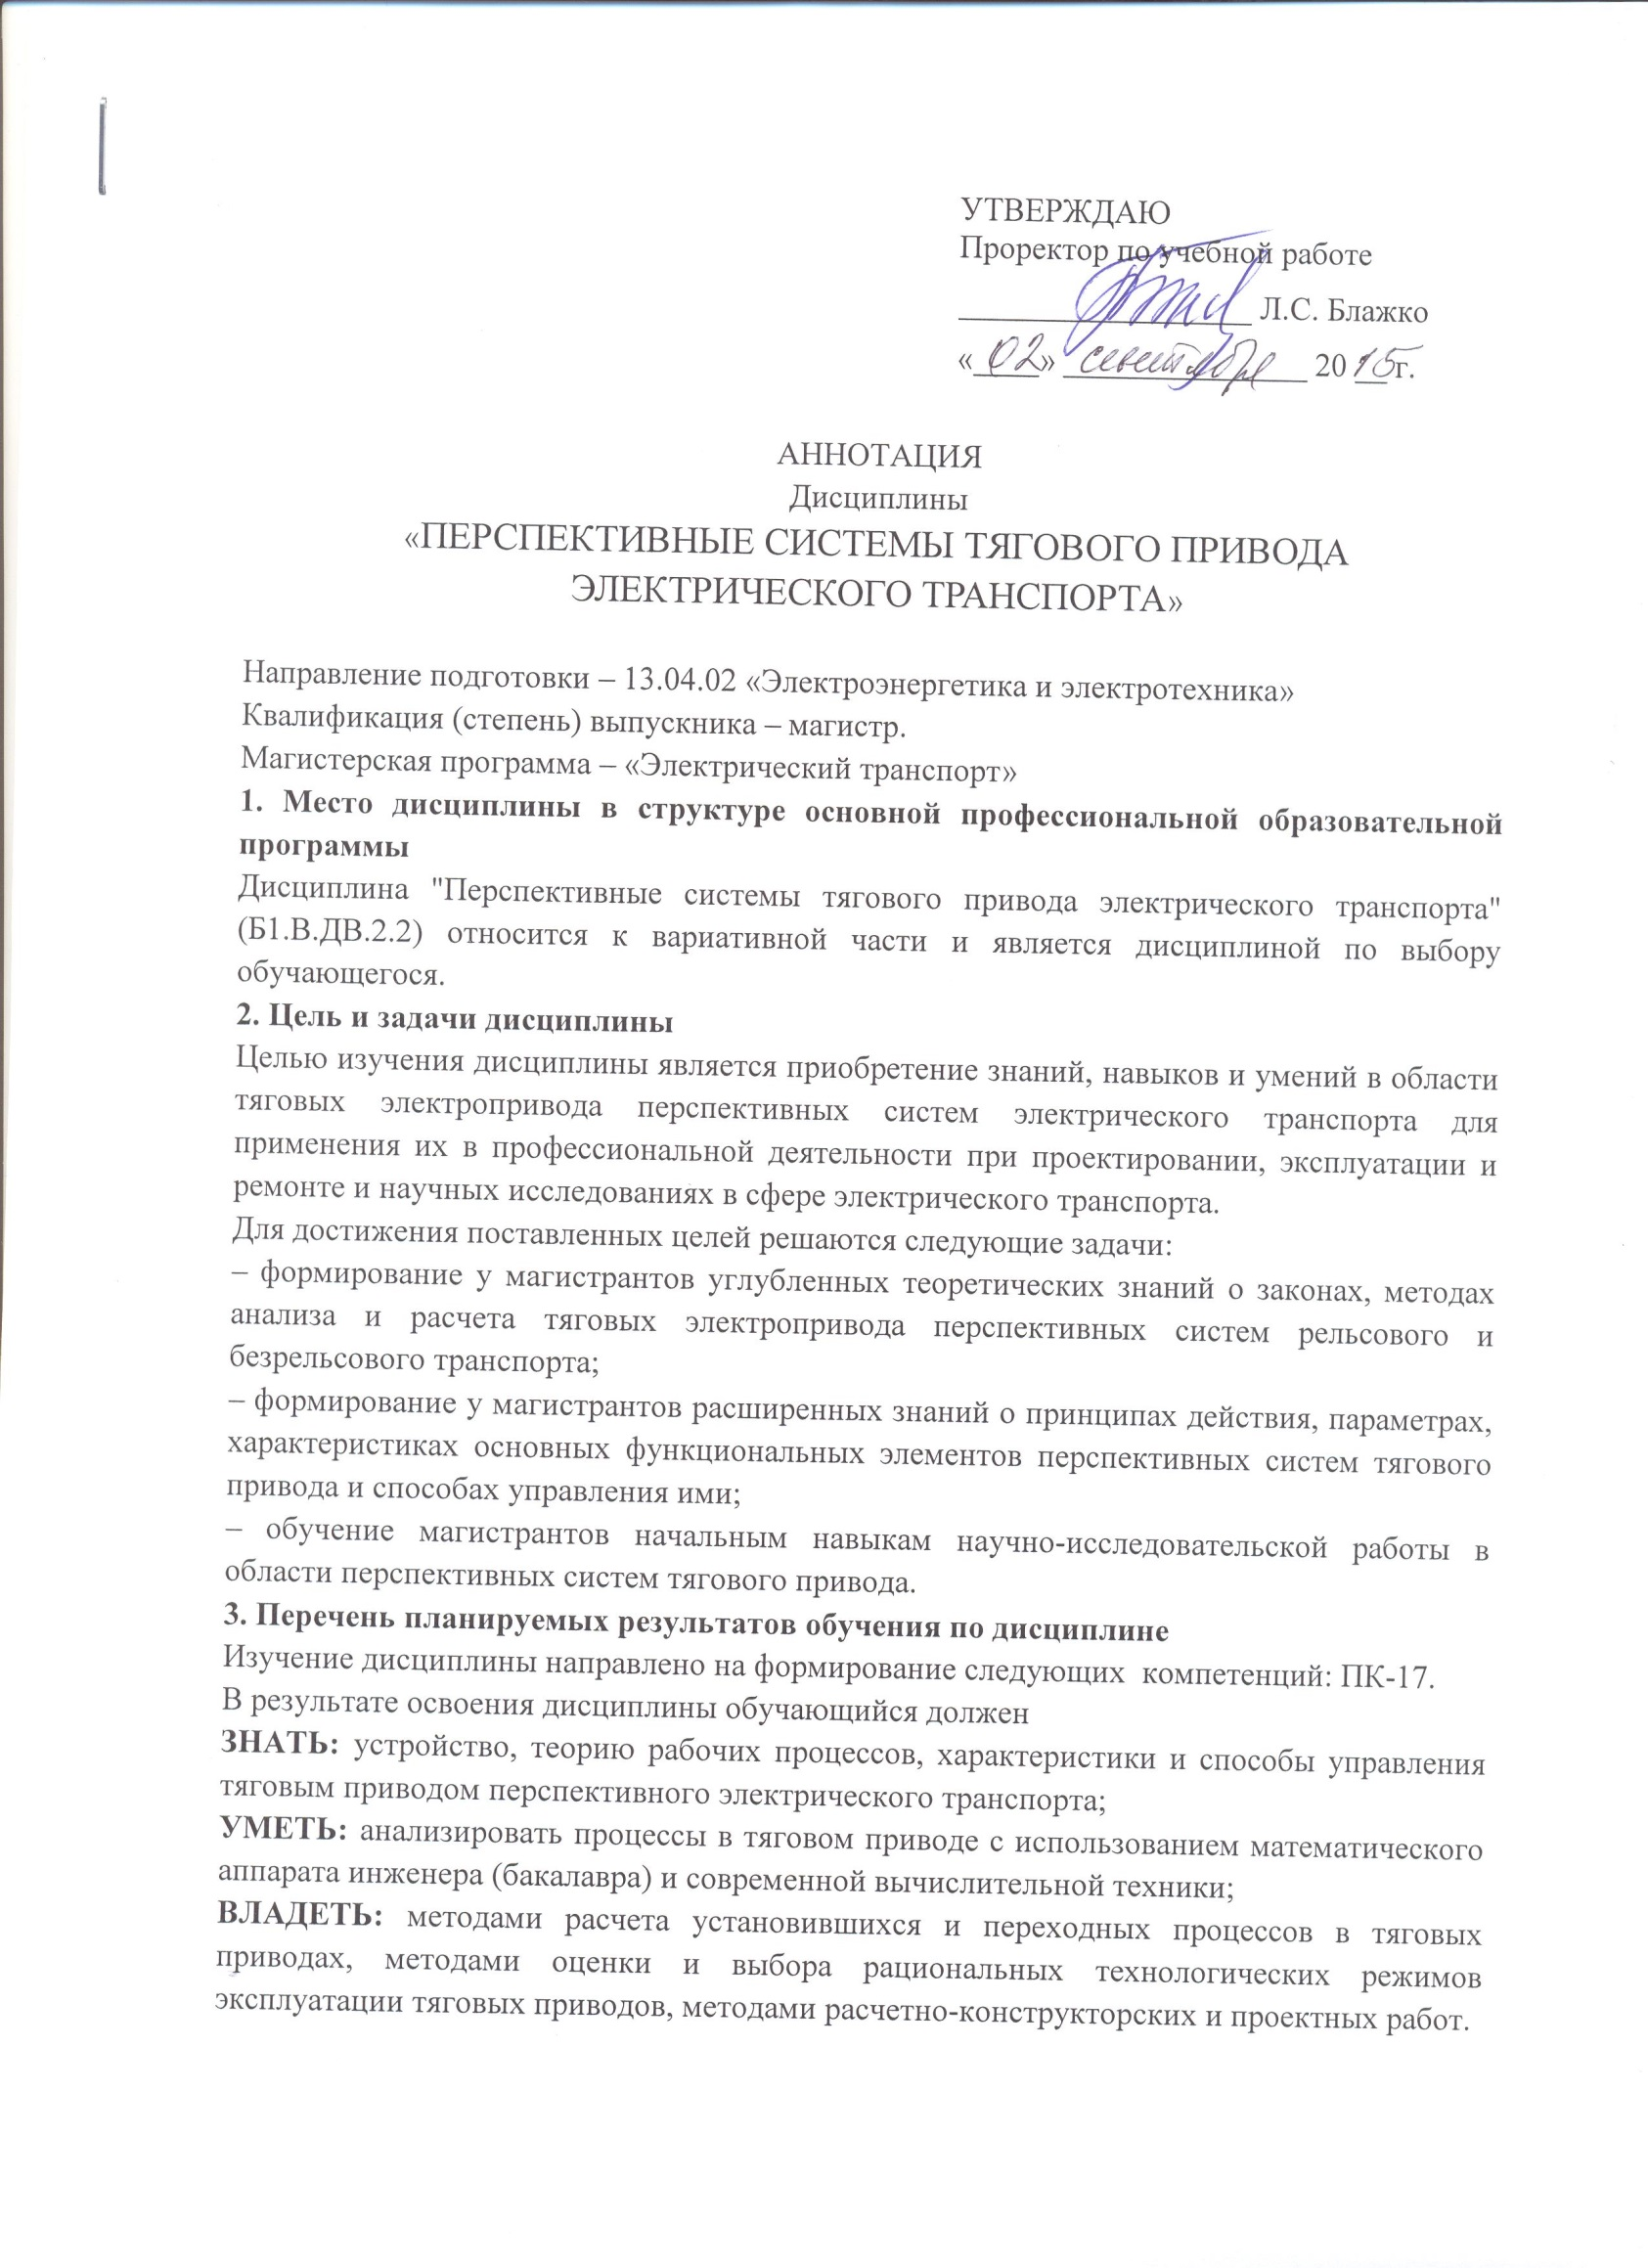 УТВЕРЖДАЮ
Проректор по учебной работе
Л.С. Блажко
«02» сентября 2015г.
АННОТАЦИЯ
Дисциплины
«ПЕРСПЕКТИВНЫЕ СИСТЕМЫ ТЯГОВОГО ПРИВОДА
ЭЛЕКТРИЧЕСКОГО ТРАНСПОРТА»
Направление подготовки – 13.04.02 «Электроэнергетика и электротехника»
Квалификация (степень) выпускника – магистр.
Магистерская программа – «Электрический транспорт»
1. Место дисциплины в структуре основной профессиональной образовательной
программы
Дисциплина "Перспективные системы тягового привода электрического транспорта"
(Б1.В.ДВ.2.2) относится к вариативной части и является дисциплиной по выбору
обучающегося.
2. Цель и задачи дисциплины
Целью изучения дисциплины является приобретение знаний, навыков и умений в области
тяговых электропривода перспективных систем электрического транспорта для
применения их в профессиональной деятельности при проектировании, эксплуатации и
ремонте и научных исследованиях в сфере электрического транспорта.
Для достижения поставленных целей решаются следующие задачи:
– формирование у магистрантов углубленных теоретических знаний о законах, методах
анализа и расчета тяговых электропривода перспективных систем рельсового и
безрельсового транспорта;
– формирование у магистрантов расширенных знаний о принципах действия, параметрах,
характеристиках основных функциональных элементов перспективных систем тягового
привода и способах управления ими;
– обучение магистрантов начальным навыкам научно-исследовательской работы в
области перспективных систем тягового привода.
3. Перечень планируемых результатов обучения по дисциплине
Изучение дисциплины направлено на формирование следующих компетенций: ПК-17.
В результате освоения дисциплины обучающийся должен
ЗНАТЬ: устройство, теорию рабочих процессов, характеристики и способы управления
тяговым приводом перспективного электрического транспорта;
УМЕТЬ: анализировать процессы в тяговом приводе с использованием математического
аппарата инженера (бакалавра) и современной вычислительной техники;
ВЛАДЕТЬ: методами расчета установившихся и переходных процессов в тяговых
приводах, методами оценки и выбора рациональных технологических режимов
эксплуатации тяговых приводов, методами расчетно-конструкторских и проектных работ.